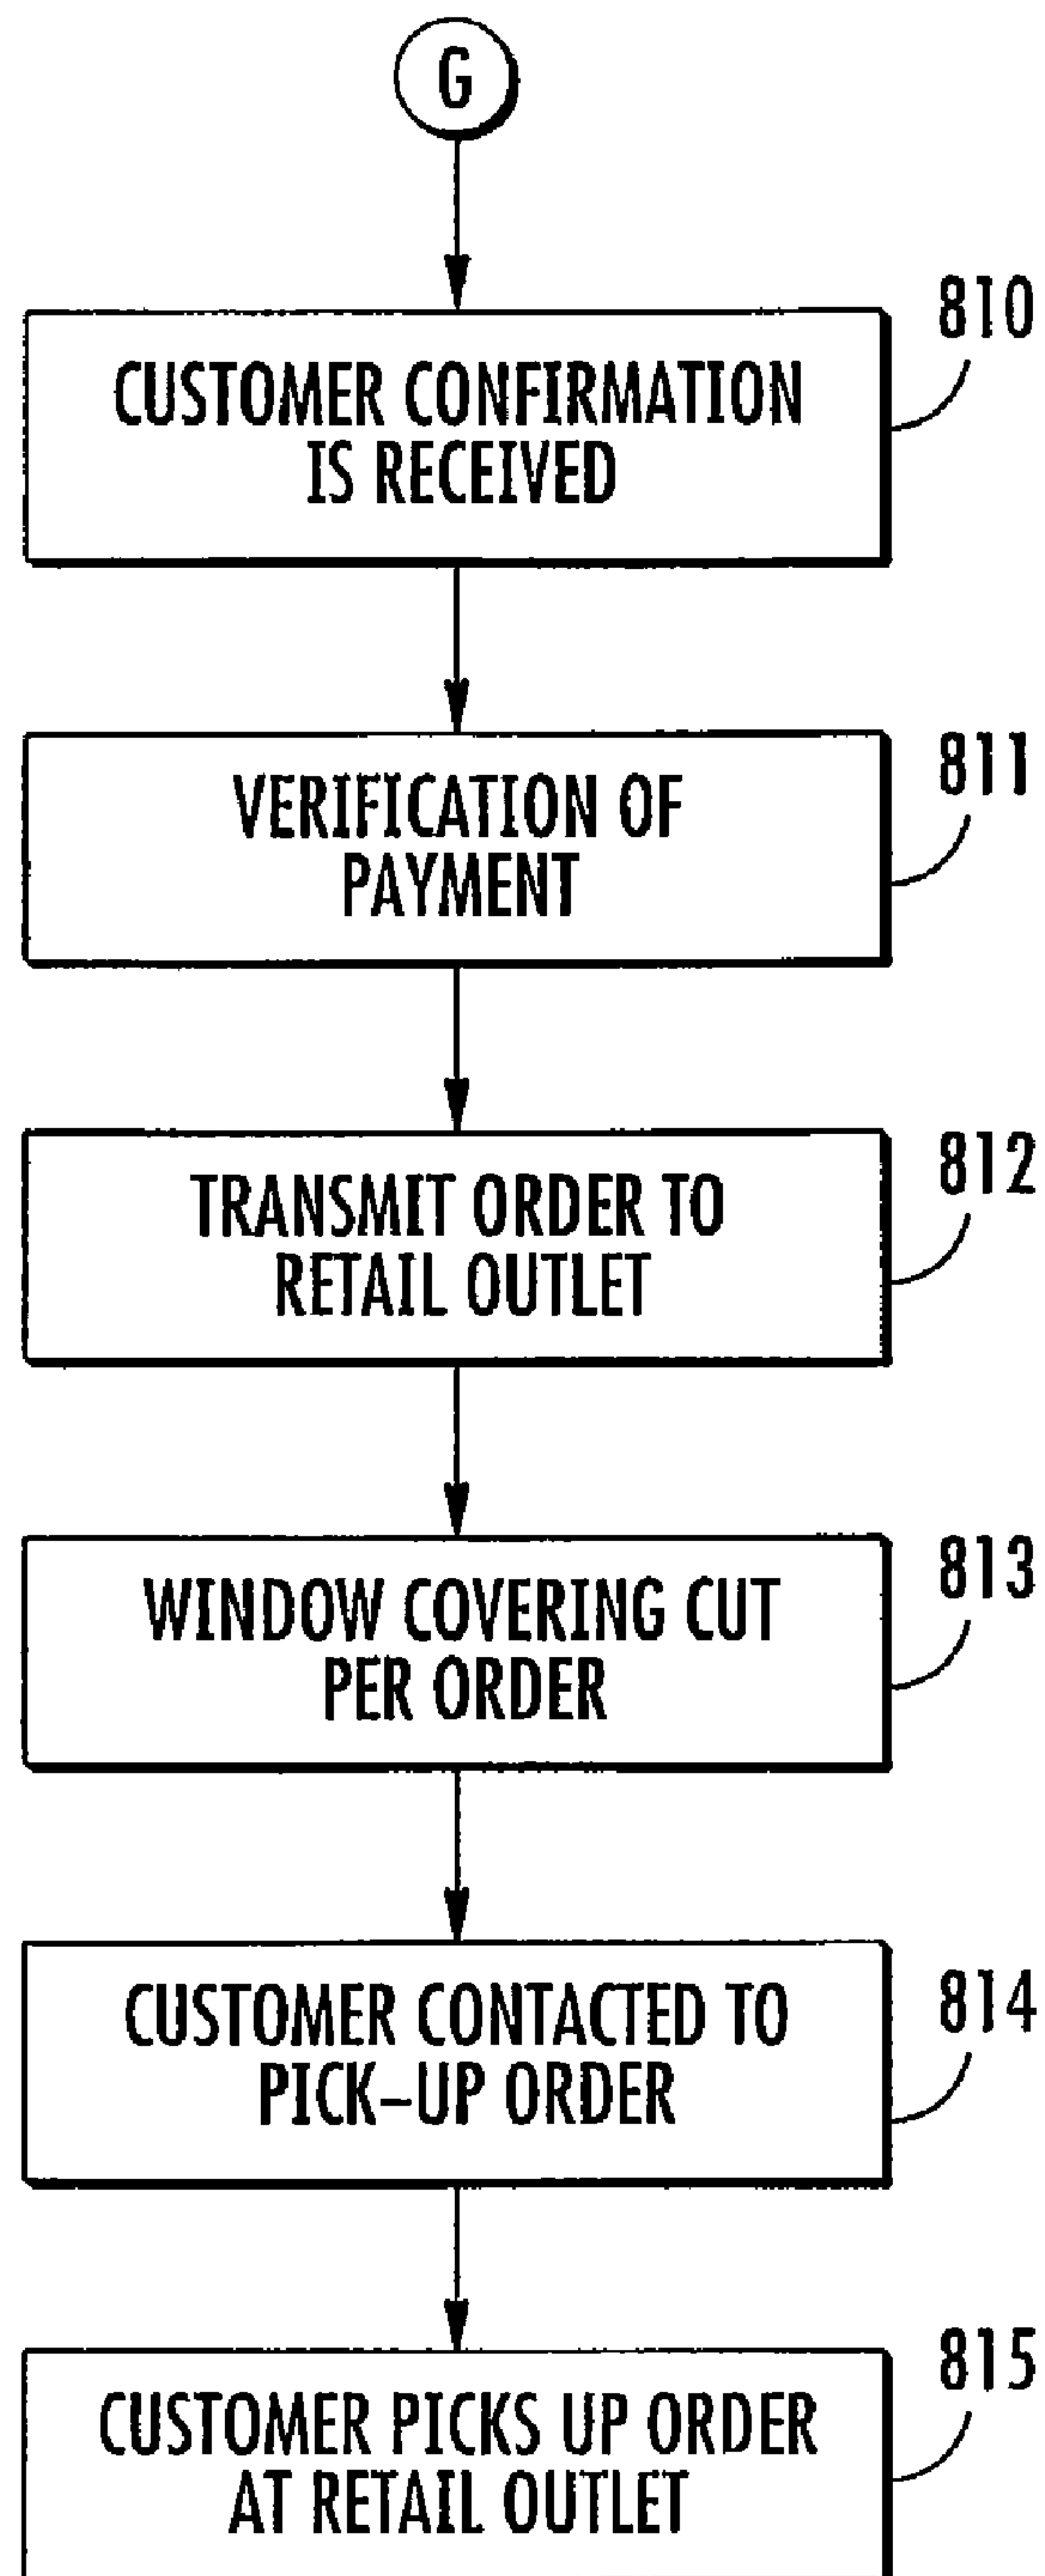 G
810
CUSTOMER CONFIRMATION
IS RECEIVED
811
VERIFICATION OF
PAYMENT
812
TRANSMIT ORDER TO
RETAIL OUTLET
813
WINDOW COVERING CUT
PER ORDER
814
CUSTOMER CONTACTED TO
PICK-UP ORDER
815
CUSTOMER PICKS UP ORDER
AT RETAIL OUTLET